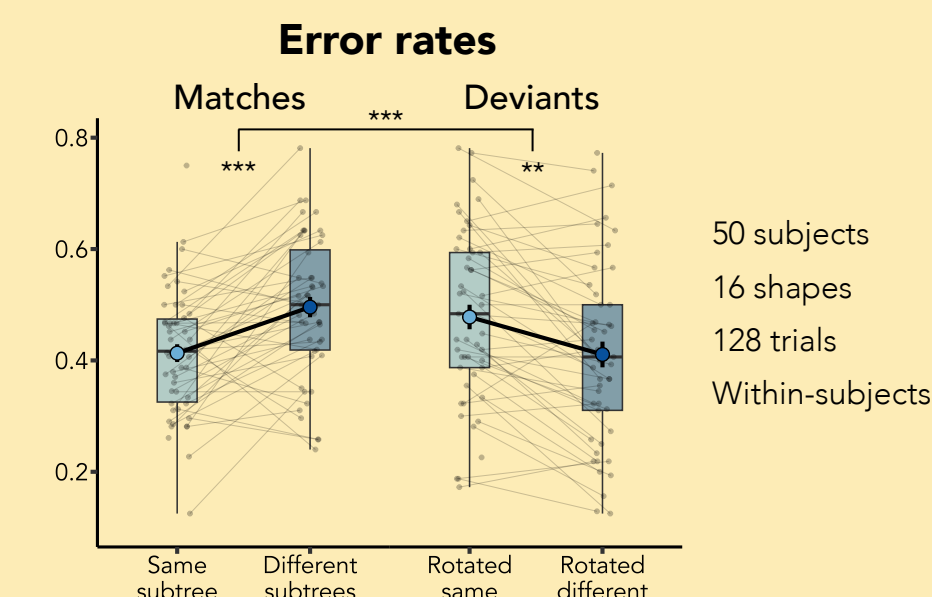 Error rates
Matches
Deviants
***
***
**
0.8
0.6
0.4
0.2
Same
subtree
Different
subtrees
Rotated
same
Rotated
different
50 subjects
16 shapes
128 trials
Within-subjects